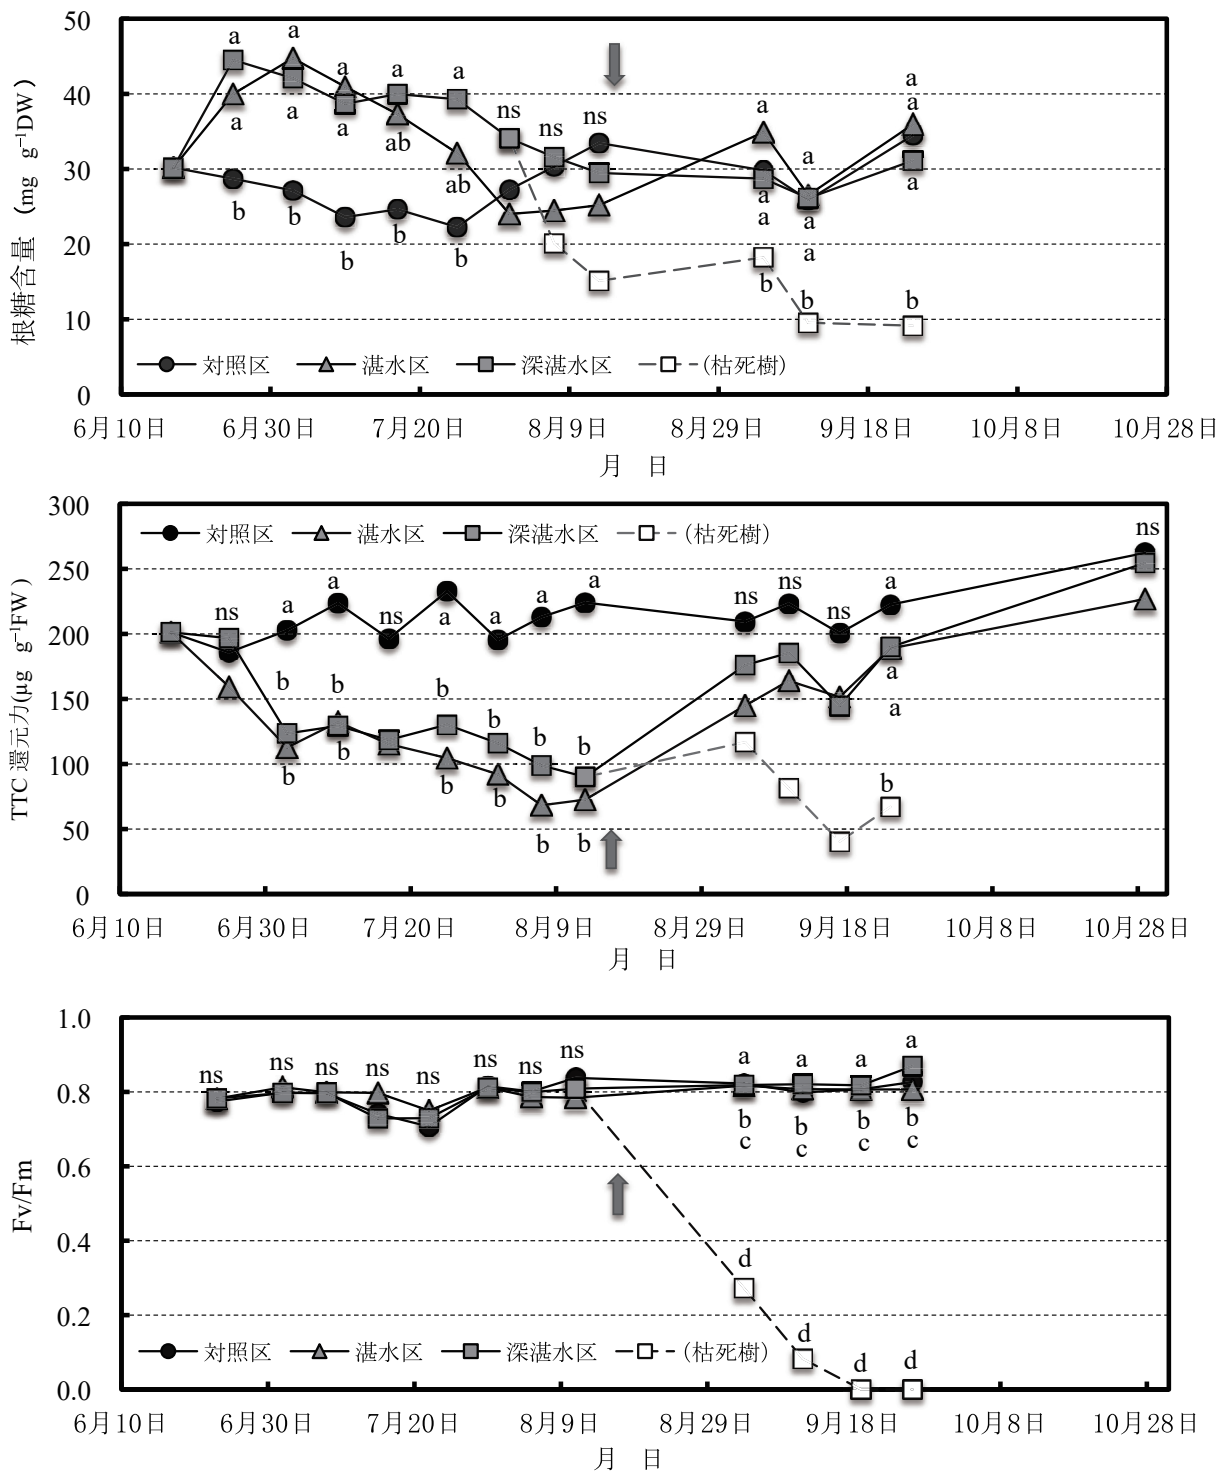 50
40
30
20
10
0
根糖含量 (mg g⁻¹DW)
a a a a a
a a a ab ab
b b b b b
ns ns ns
a a a a
a a a a
a a
b b b
対照区 湛水区 深湛水区 (枯死樹)
6月10日 6月30日 7月20日 8月9日 8月29日 9月18日 10月8日 10月28日
月 日
300
250
200
150
100
50
0
TTC 還元力(μg g⁻¹FW)
対照区 湛水区 深湛水区 (枯死樹)
ns a a ns a a a a ns ns ns a ns
b b b b b b
a
a
b b b b b b
b
6月10日 6月30日 7月20日 8月9日 8月29日 9月18日 10月8日 10月28日
月 日
1.0
0.8
0.6
0.4
0.2
0.0
Fv/Fm
ns ns ns ns ns ns ns ns a a a a
b b b b
c c c c
d d d d
対照区 湛水区 深湛水区 (枯死樹)
6月10日 6月30日 7月20日 8月9日 8月29日 9月18日 10月8日 10月28日
月 日